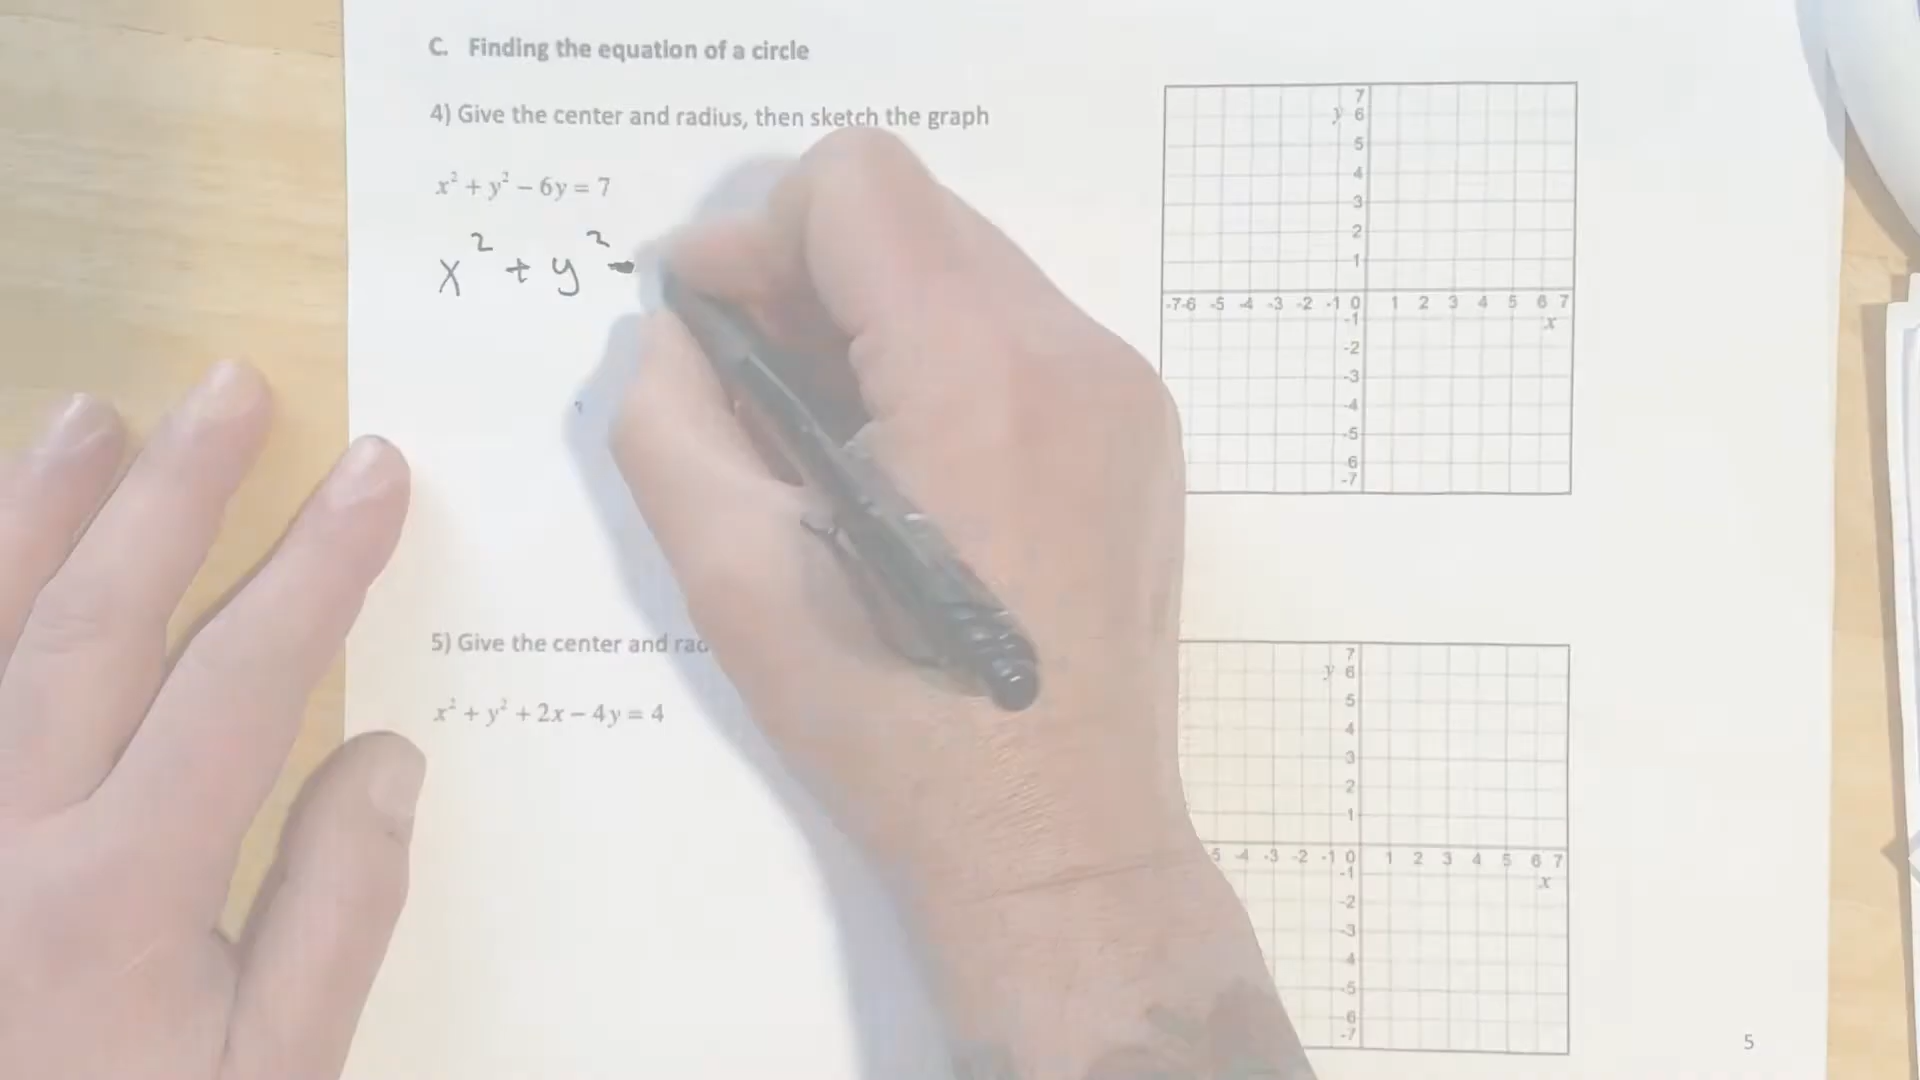 C. Finding the equation of a circle
4) Give the center and radius, then sketch the graph
x² + y² – 6y = 7
x² + y² -
7
y 6
5
4
3
2
1
-7 -6 -5 -4 -3 -2 -1 0 1 2 3 4 5 6 7
-1 x
-2
-3
-4
-5
-6
-7
5) Give the center and
x² + y² + 2x – 4y = 4
7
y 6
5
4
3
2
1
5 -4 -3 -2 -1 0 1 2 3 4 5 6 7
-1 x
-2
-3
-4
-5
-6
-7
5